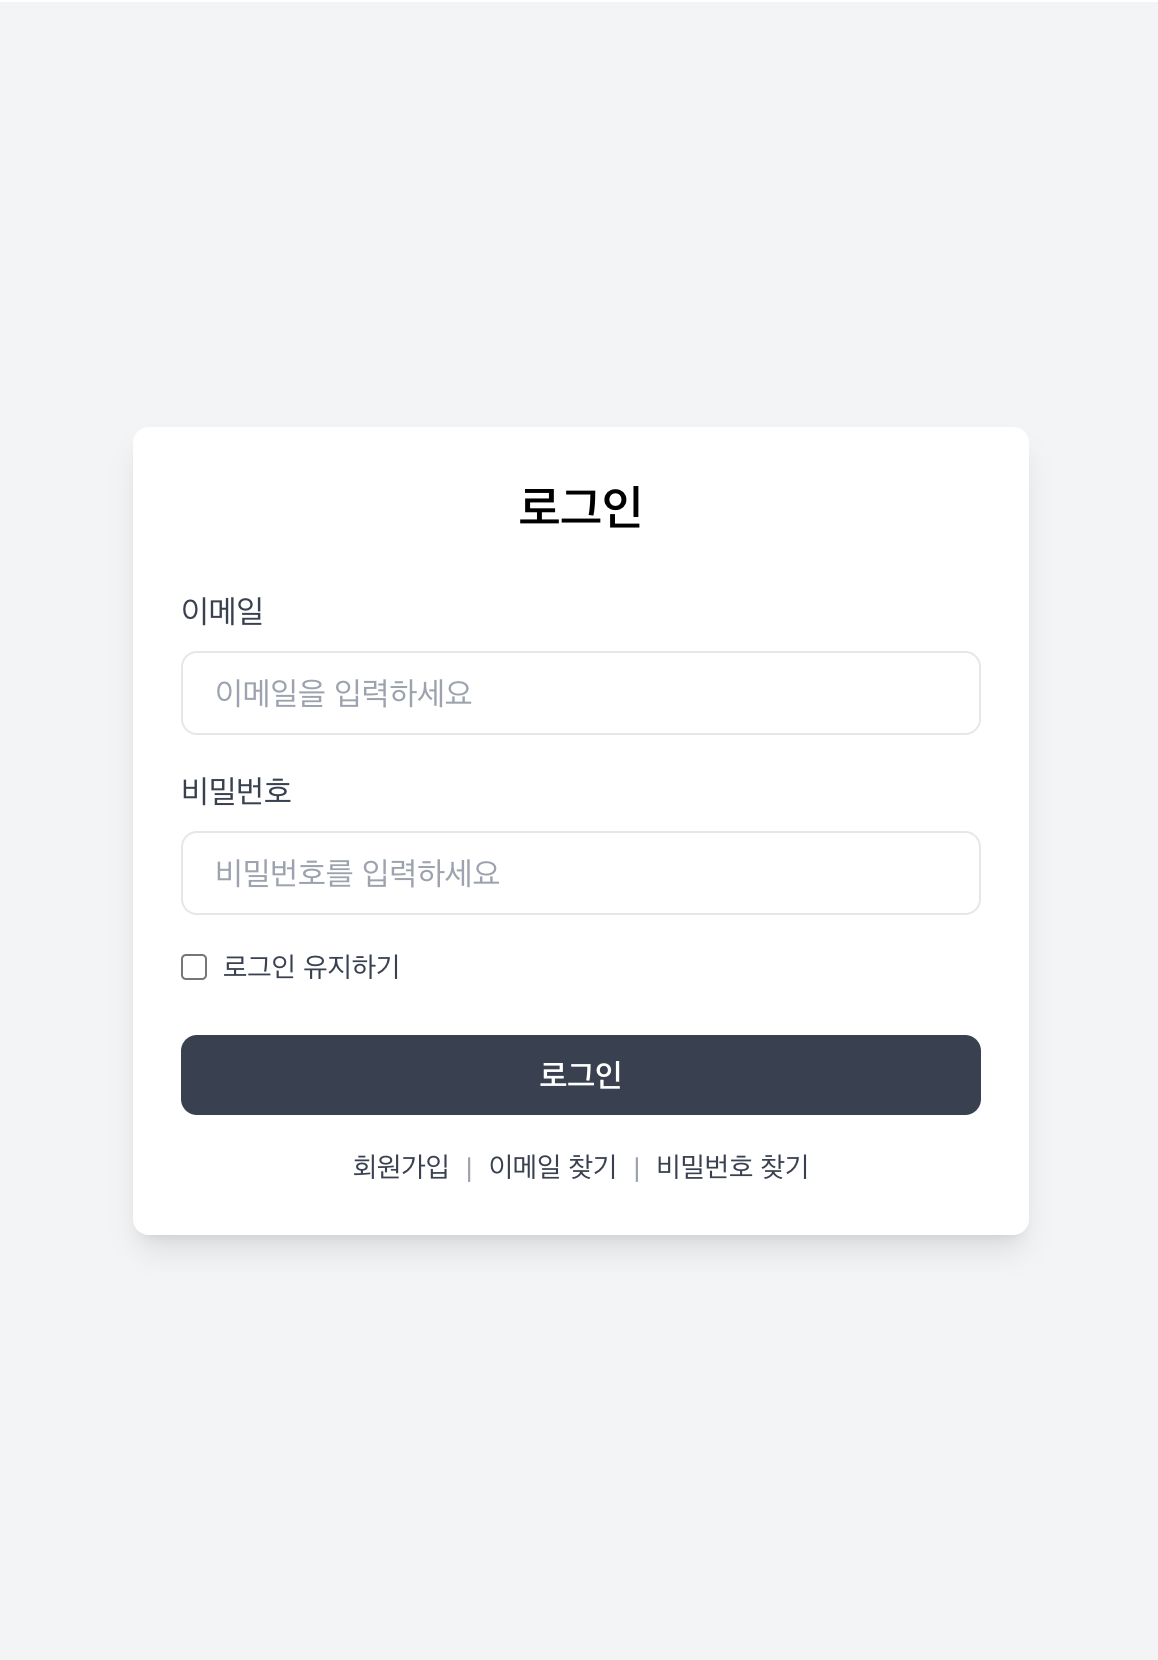 로그인
이메일
이메일을 입력하세요
비밀번호
비밀번호를 입력하세요
로그인 유지하기
로그인
회원가입 | 이메일 찾기 | 비밀번호 찾기